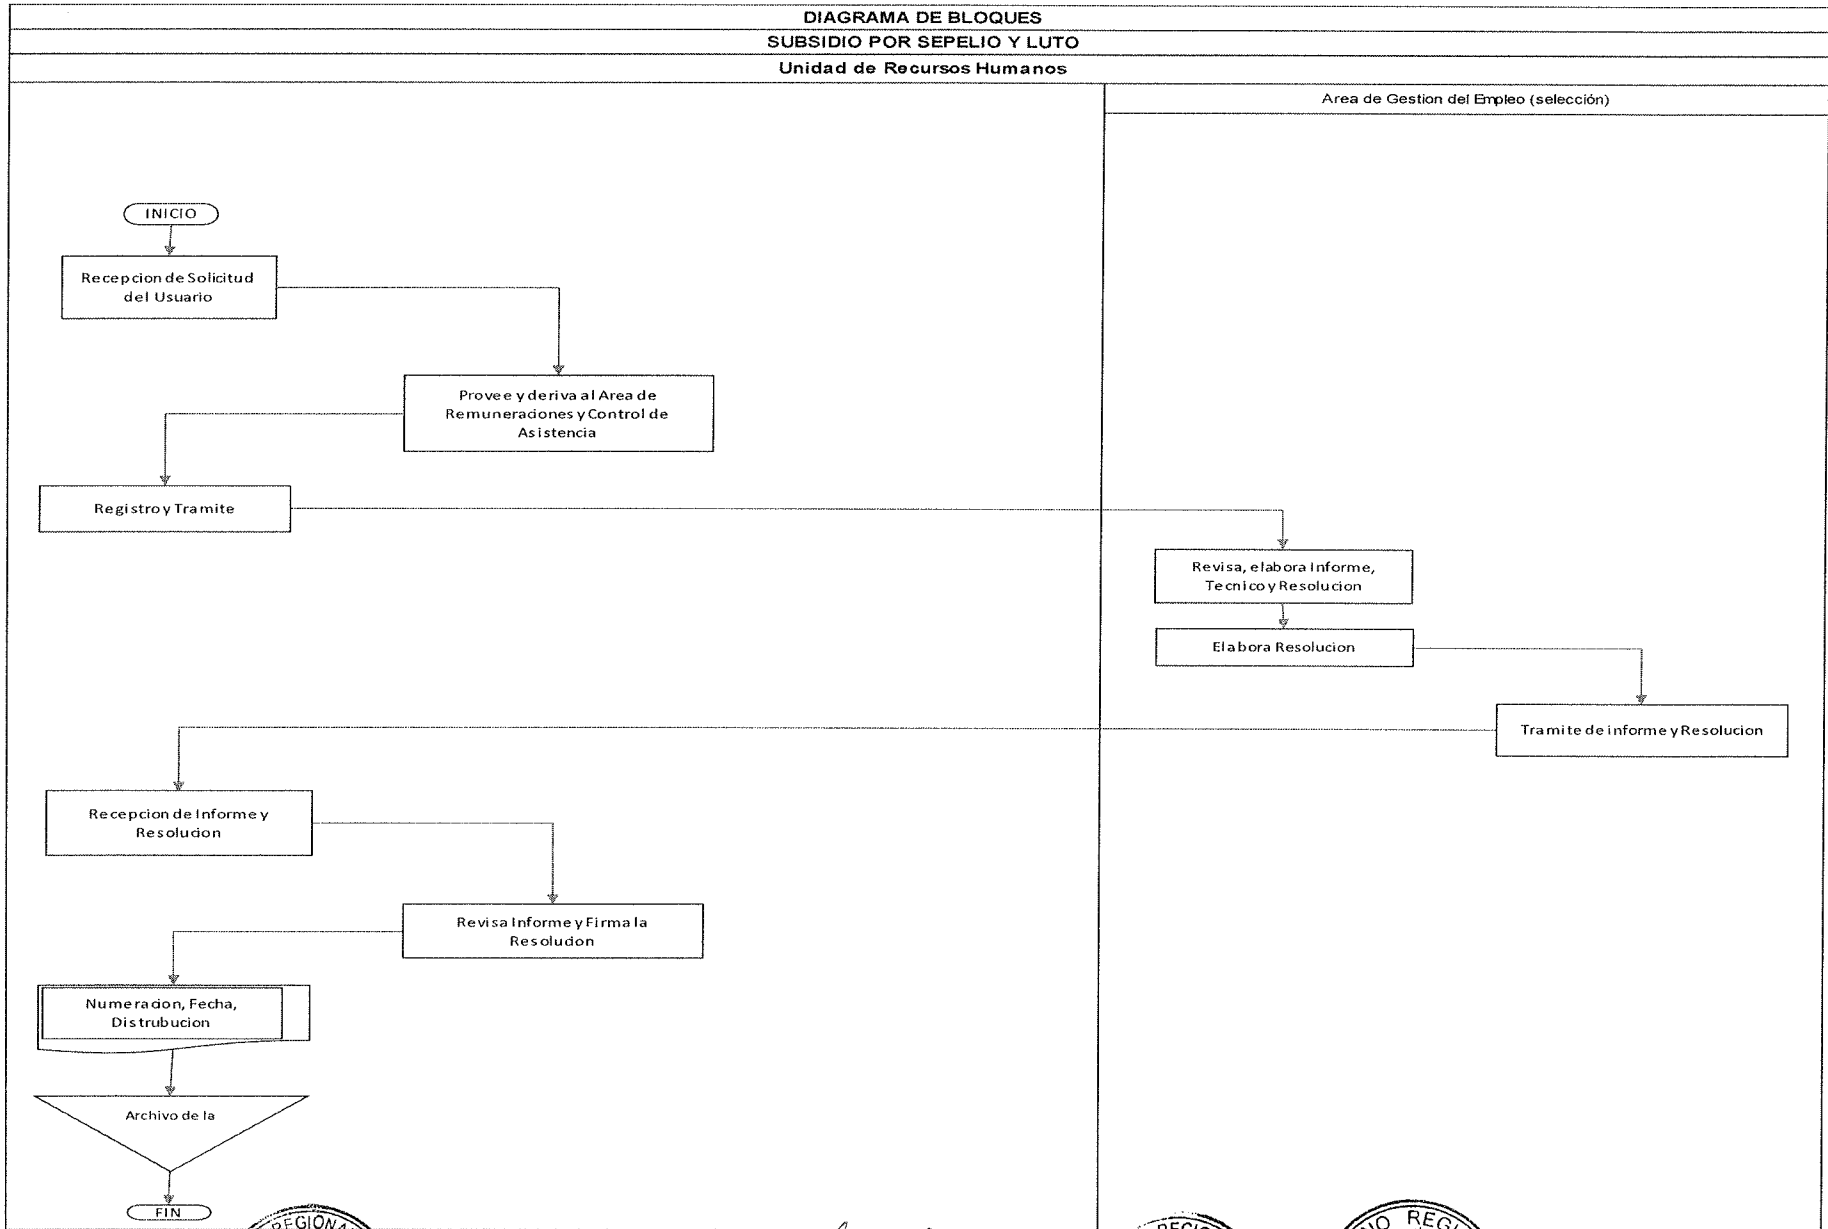 DIAGRAMA DE BLOQUES
SUBSIDIO POR SEPELIO Y LUTO
Unidad de Recursos Humanos
Area de Gestion del Empleo (selección)
INICIO
Recepcion de Solicitud
del Usuario
Provee y deriva al Area de
Remuneraciones y Control de
Asistencia
Registro y Tramite
Revisa, elabora Informe,
Tecnico y Resolucion
Elabora Resolucion
Tramite de informe y Resolucion
Recepcion de Informe y
Resolucion
Revisa Informe y Firma la
Resolucion
Numeracion, Fecha,
Distrubucion
Archivo de la
FIN